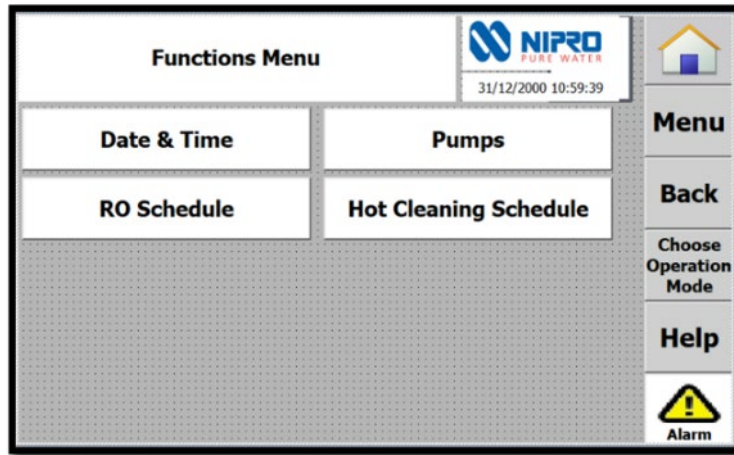 Functions Menu
NIPRO
PURE WATER
31/12/2000 10:59:39
Date & Time
Pumps
RO Schedule
Hot Cleaning Schedule
Menu
Back
Choose
Operation
Mode
Help
Alarm